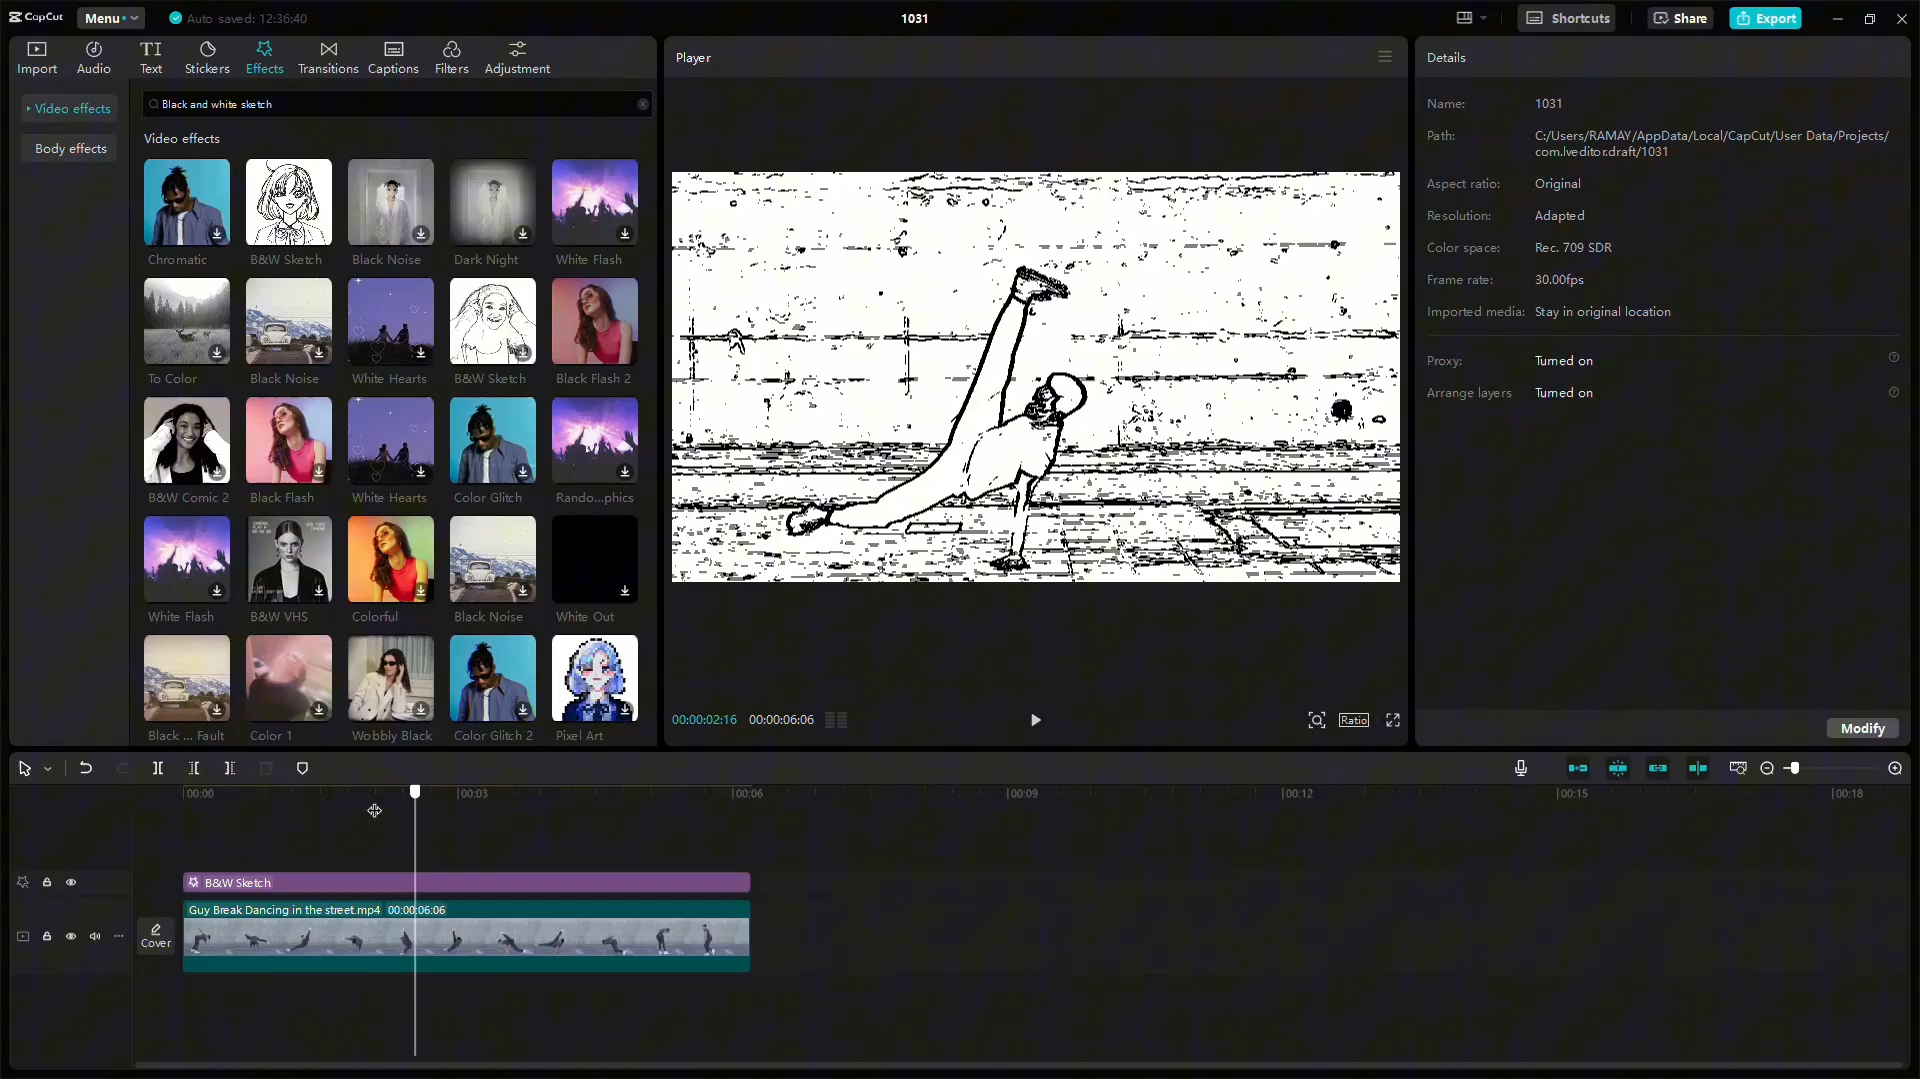 CapCut
Menu
Auto saved: 12:36:40
1031
Shortcuts
Share
Export
Import
Audio
TI
Text
Stickers
Effects
Transitions
Captions
Filters
Adjustment
Player
Details
Video effects
Body effects
Black and white sketch
Video effects
Chromatic
B&W Sketch
Black Noise
Dark Night
White Flash
To Color
Black Noise
White Hearts
B&W Sketch
Black Flash 2
B&W Comic 2
Black Flash
White Hearts
Color Glitch
Rando...phics
White Flash
B&W VHS
Colorful
Black Noise
White Out
Black ... Fault
Color 1
Wobbly Black
Color Glitch 2
Pixel Art
00:00:02:16
00:00:06:06
Ratio
Name:
1031
Path:
C:/Users/RAMAY/AppData/Local/CapCut/User Data/Projects/
com.lveditor.draft/1031
Aspect ratio:
Original
Resolution:
Adapted
Color space:
Rec. 709 SDR
Frame rate:
30.00fps
Imported media:
Stay in original location
Proxy:
Turned on
Arrange layers
Turned on
Modify
00:00
00:03
00:06
00:09
00:12
00:15
00:18
B&W Sketch
Guy Break Dancing in the street.mp4 00:00:06:06
Cover